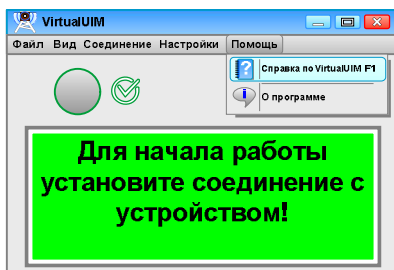 VirtualUIM
Файл Вид Соединение Настройки Помощь
Справка по VirtualUIM F1
О программе
Для начала работы
установите соединение с
устройством!